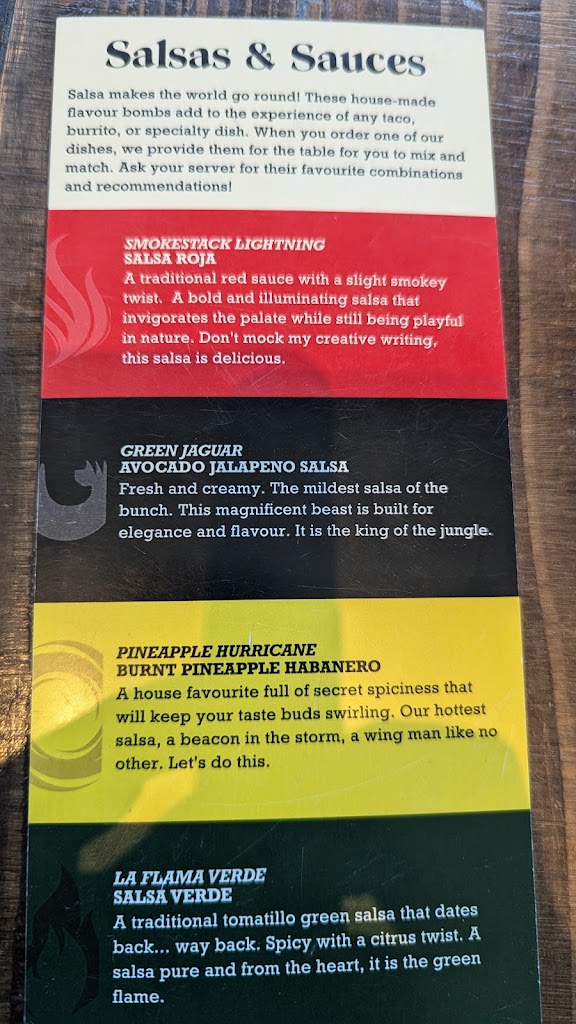 Salsas & Sauces
Salsa makes the world go round! These house-made
flavour bombs add to the experience of any taco,
burrito, or specialty dish. When you order one of our
dishes, we provide them for the table for you to mix and
match. Ask your server for their favourite combinations
and recommendations!
SMOKESTACK LIGHTNING
SALSA ROJA
A traditional red sauce with a slight smokey
twist. A bold and illuminating salsa that
invigorates the palate while still being playful
in nature. Don't mock my creative writing,
this salsa is delicious.
GREEN JAGUAR
AVOCADO JALAPENO SALSA
Fresh and creamy. The mildest salsa of the
bunch. This magnificent beast is built for
elegance and flavour. It is the king of the jungle.
PINEAPPLE HURRICANE
BURNT PINEAPPLE HABANERO
A house favourite full of secret spiciness that
will keep your taste buds swirling. Our hottest
salsa, a beacon in the storm, a wing man like no
other. Let's do this.
LA FLAMA VERDE
SALSA VERDE
A traditional tomatillo green salsa that dates
back... way back. Spicy with a citrus twist. A
salsa pure and from the heart, it is the green
flame.